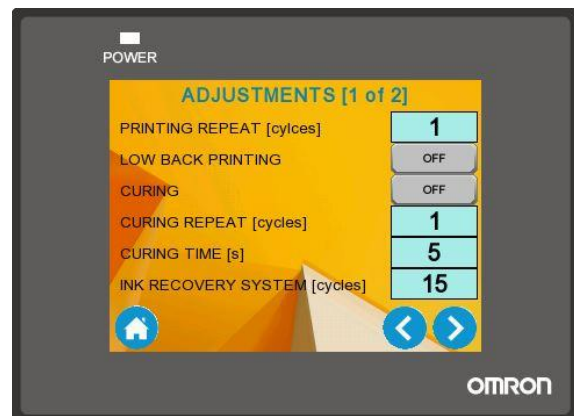 POWER
ADJUSTMENTS [1 of 2]
PRINTING REPEAT [cylces] 1
LOW BACK PRINTING OFF
CURING OFF
CURING REPEAT [cycles] 1
CURING TIME [s] 5
INK RECOVERY SYSTEM [cycles] 15
OMRON